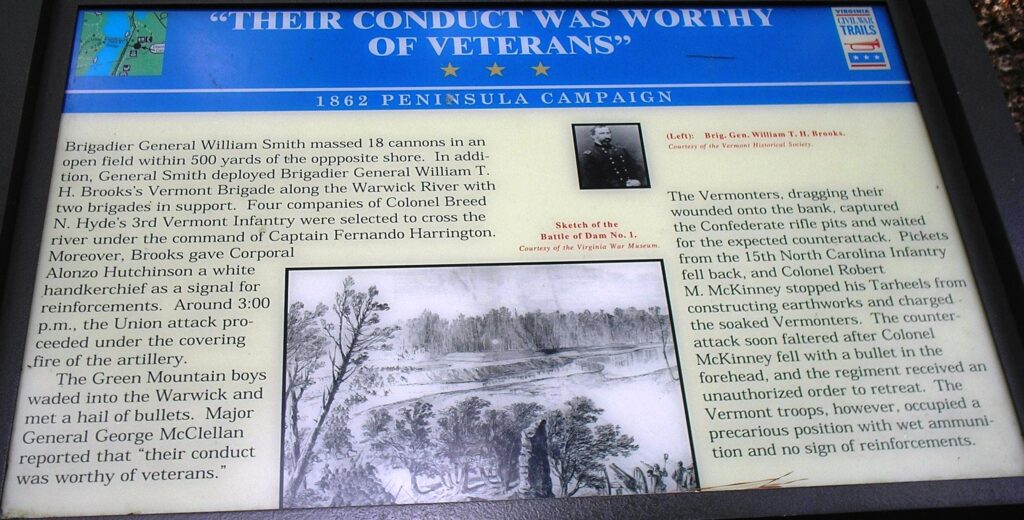 "THEIR CONDUCT WAS WORTHY
OF VETERANS"
VIRGINIA
CIVIL WAR
TRAILS
1862 PENINSULA CAMPAIGN
Brigadier General William Smith massed 18 cannons in an
open field within 500 yards of the oppposite shore. In addi-
tion, General Smith deployed Brigadier General William T.
H. Brooks's Vermont Brigade along the Warwick River with
two brigades in support. Four companies of Colonel Breed
N. Hyde's 3rd Vermont Infantry were selected to cross the
river under the command of Captain Fernando Harrington.
Moreover, Brooks gave Corporal
Alonzo Hutchinson a white
handkerchief as a signal for
reinforcements. Around 3:00
p.m., the Union attack pro-
ceeded under the covering
fire of the artillery.
The Green Mountain boys
waded into the Warwick and
met a hail of bullets. Major
General George McClellan
reported that "their conduct
was worthy of veterans."
(Left): Brig. Gen. William T. H. Brooks.
Courtesy of the Vermont Historical Society.
Sketch of the
Battle of Dam No. 1.
Courtesy of the Virginia War Museum.
The Vermonters, dragging their
wounded onto the bank, captured
the Confederate rifle pits and waited
for the expected counterattack. Pickets
from the 15th North Carolina Infantry
fell back, and Colonel Robert
M. McKinney stopped his Tarheels from
constructing earthworks and charged
the soaked Vermonters. The counter-
attack soon faltered after Colonel
McKinney fell with a bullet in the
forehead, and the regiment received an
unauthorized order to retreat. The
Vermont troops, however, occupied a
precarious position with wet ammuni-
tion and no sign of reinforcements.